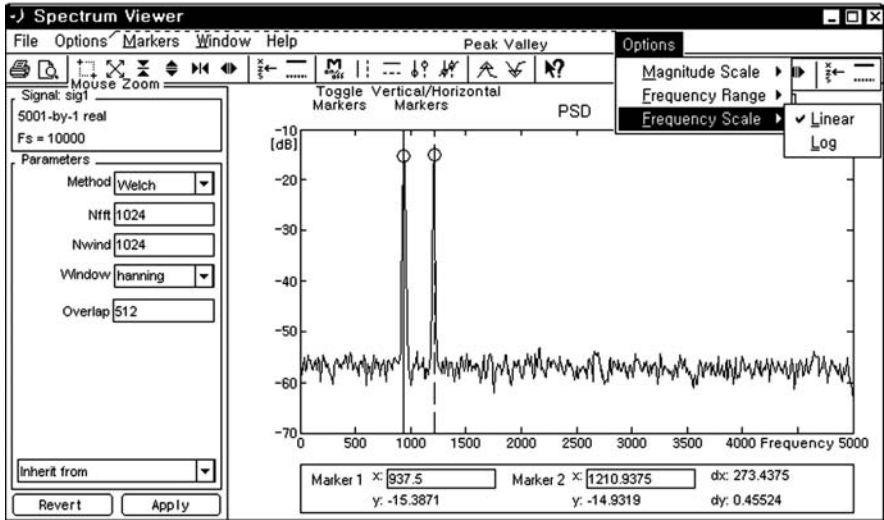 Spectrum Viewer
File Options Markers Window Help
Peak Valley
Options
Mouse Zoom
Toggle Vertical/Horizontal
Markers Markers
Magnitude Scale
Frequency Range
Frequency Scale
✓ Linear
Log
Signal: sig1
5001-by-1 real
Fs = 10000
Parameters
Method Welch
Nfft 1024
Nwind 1024
Window hanning
Overlap 512
Inherit from
Revert Apply
PSD
-10
[dB]
-20
-30
-40
-50
-60
-70
0 500 1000 1500 2000 2500 3000 3500 4000 Frequency 5000
Marker 1 x: 937.5 Marker 2 x: 1210.9375 dx: 273.4375
y: -15.3871 y: -14.9319 dy: 0.45524